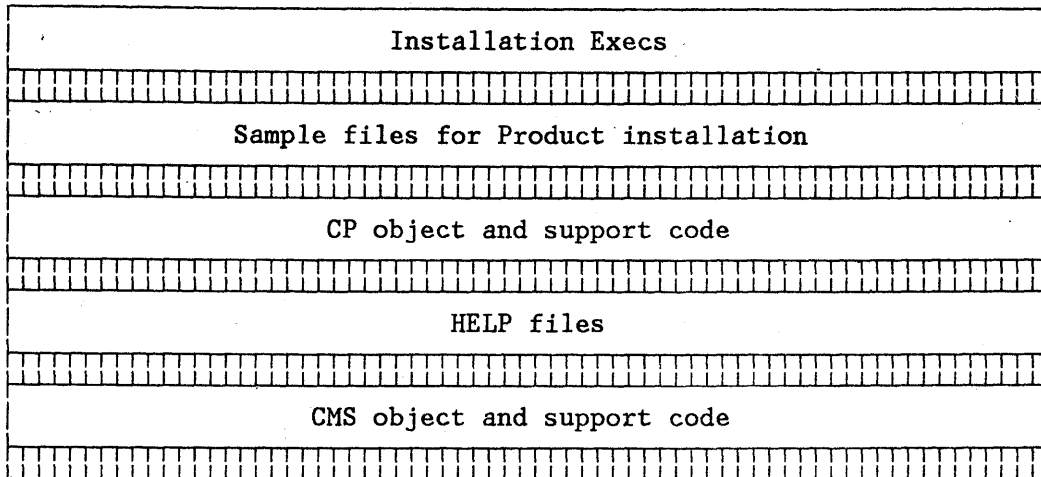 Installation Execs
Sample files for Product installation
CP object and support code
HELP files
CMS object and support code